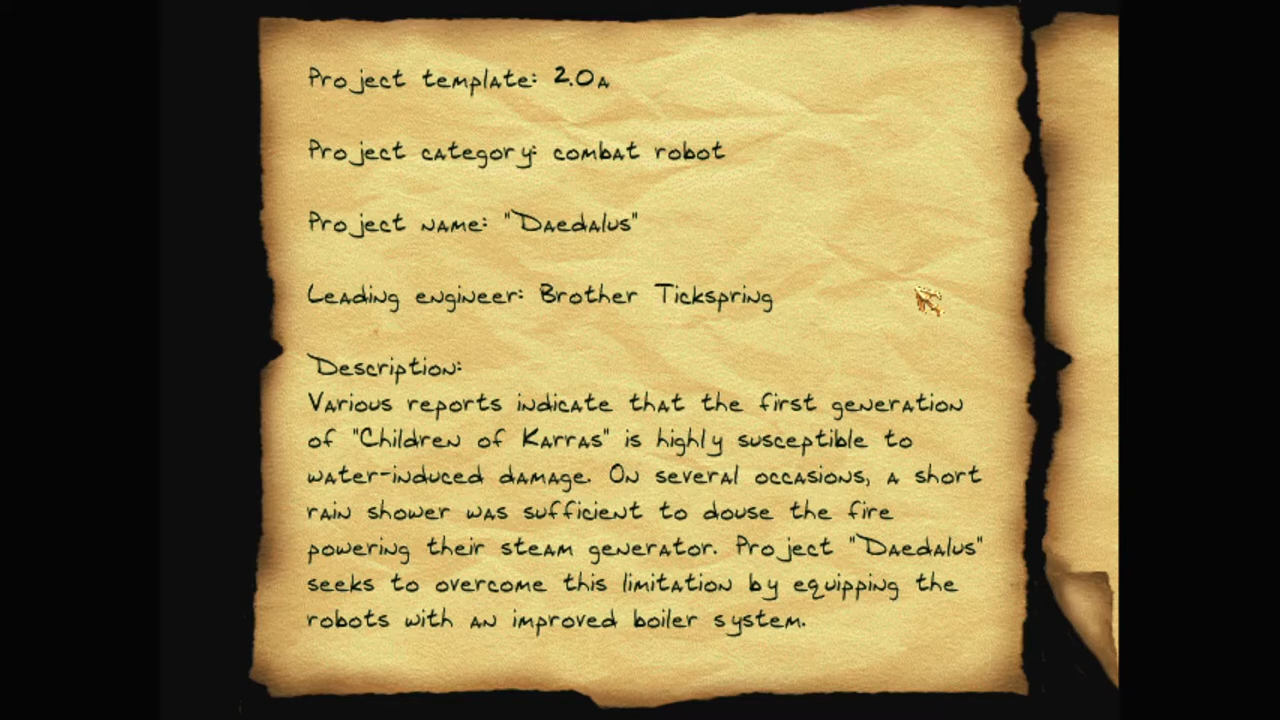 Project template: 2.0a
Project category: combat robot
Project name: "Daedalus"
Leading engineer: Brother Tickspring
Description:
Various reports indicate that the first generation
of "Children of Karras" is highly susceptible to
water-induced damage. On several occasions, a short
rain shower was sufficient to douse the fire
powering their steam generator. Project "Daedalus"
seeks to overcome this limitation by equipping the
robots with an improved boiler system.